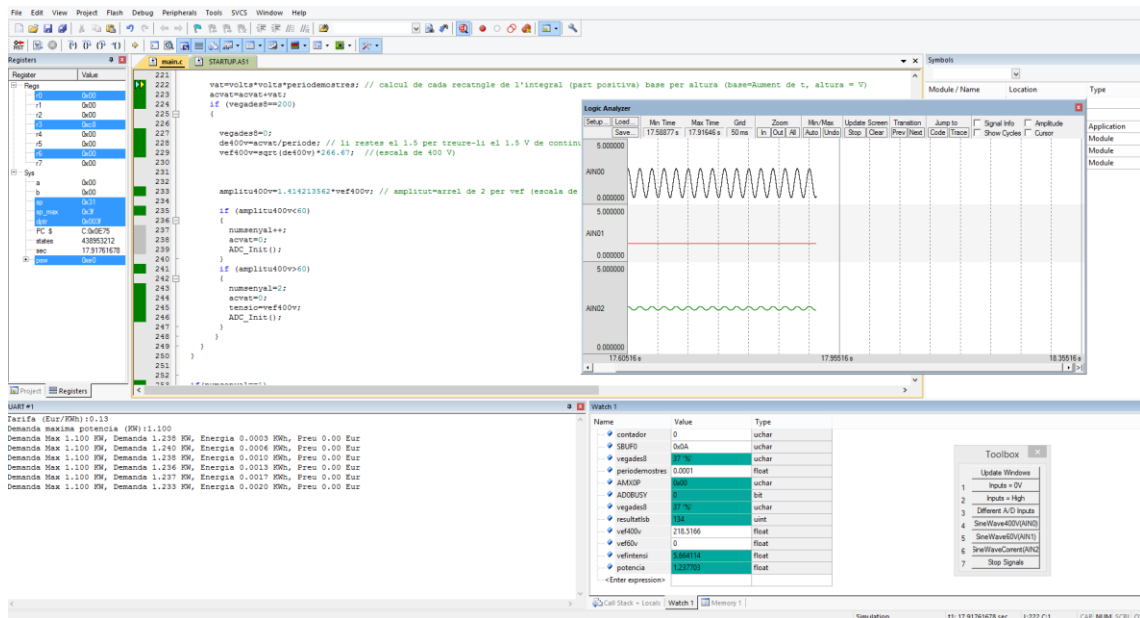 File Edit View Project Flash Debug Peripherals Tools SVCS Window Help
Registers
main.c STARTUP.A51
Symbols
Register Value
Regs
r0 0x00
r1 0x00
r2 0x00
r3 0xc8
r4 0x00
r5 0x00
r6 0x00
r7 0x00
Sys
a 0x00
b 0x00
sp 0x31
sp_max 0x3f
dptr 0x003f
PC $ C:0x0E75
states 438953212
sec 17.91761678
psw 0xe0
Project Registers
221
222 vat=volts*volts*periodemostres; // calcul de cada recatngle de l'integral (part positiva) base per altura (base=Aument de t, altura = V)
223 acvat=acvat+vat;
224 if (vegades8==200)
225 {
226
227 vegades8=0;
228 de400v=acvat/periode; // li restes el 1.5 per treure-li el 1.5 V de continu
229 vef400v=sqrt(de400v)*266.67; //(escala de 400 V)
230
231
232
233 amplitu400v=1.414213562*vef400v; // amplitut=arrel de 2 per vef (escala de
234
235 if (amplitu400v<60)
236 {
237 numsenyal++;
238 acvat=0;
239 ADC_Init();
240 }
241 if (amplitu400v>60)
242 {
243 numsenyal=2;
244 acvat=0;
245 tensio=vef400v;
246 ADC_Init();
247 }
248 }
249 }
250 }
251
252
Module / Name Location Type
Application
Module
Module
Module
Logic Analyzer
Setup... Load... Min Time Max Time Grid Zoom Min/Max Update Screen Transition Jump to Signal Info Amplitude
Save... 17.58877 s 17.91646 s 50 ms In Out All Auto Undo Stop Clear Prev Next Code Trace Show Cycles Cursor
5.000000
AIN00
0.000000
5.000000
AIN01
0.000000
5.000000
AIN02
0.000000
17.60516 s 17.95516 s 18.35516 s
UART #1
Tarifa (Eur/KWh):0.13
Demanda maxima potencia (KW):1.100
Demanda Max 1.100 KW, Demanda 1.238 KW, Energia 0.0003 KWh, Preu 0.00 Eur
Demanda Max 1.100 KW, Demanda 1.240 KW, Energia 0.0006 KWh, Preu 0.00 Eur
Demanda Max 1.100 KW, Demanda 1.238 KW, Energia 0.0010 KWh, Preu 0.00 Eur
Demanda Max 1.100 KW, Demanda 1.236 KW, Energia 0.0013 KWh, Preu 0.00 Eur
Demanda Max 1.100 KW, Demanda 1.237 KW, Energia 0.0017 KWh, Preu 0.00 Eur
Demanda Max 1.100 KW, Demanda 1.233 KW, Energia 0.0020 KWh, Preu 0.00 Eur
Watch 1
Name Value Type
contador 0 uchar
SBUF0 0x0A uchar
vegades8 37 '%' uchar
periodemostres 0.0001 float
AMX0P 0x00 uchar
AD0BUSY 0 bit
vegades8 37 '%' uchar
resultatlsb 134 uint
vef400v 218.5166 float
vef60v 0 float
vefintensi 5.664114 float
potencia 1.237703 float
<Enter expression>
Call Stack + Locals Watch 1 Memory 1
Toolbox
Update Windows
1 Inputs = 0V
2 Inputs = High
3 Different A/D Inputs
4 SineWave400V(AIN0)
5 SineWave60V(AIN1)
6 SineWaveCorrent(AIN2
7 Stop Signals
Simulation t1: 17.91761678 sec L:222 C:1 CAP NUM SCRL